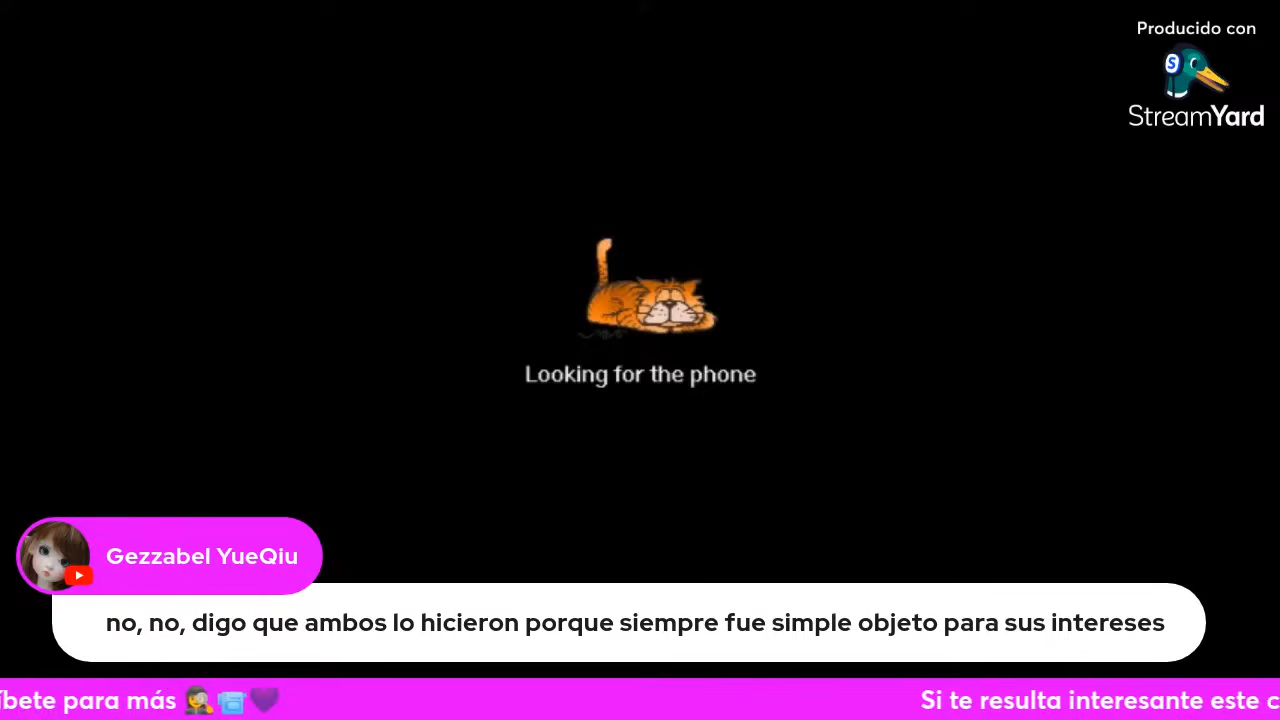 Producido con
StreamYard
Looking for the phone
Gezzabel YueQiu
no, no, digo que ambos lo hicieron porque siempre fue simple objeto para sus intereses
para más 🕵️📹💜 Si te resulta interesante este